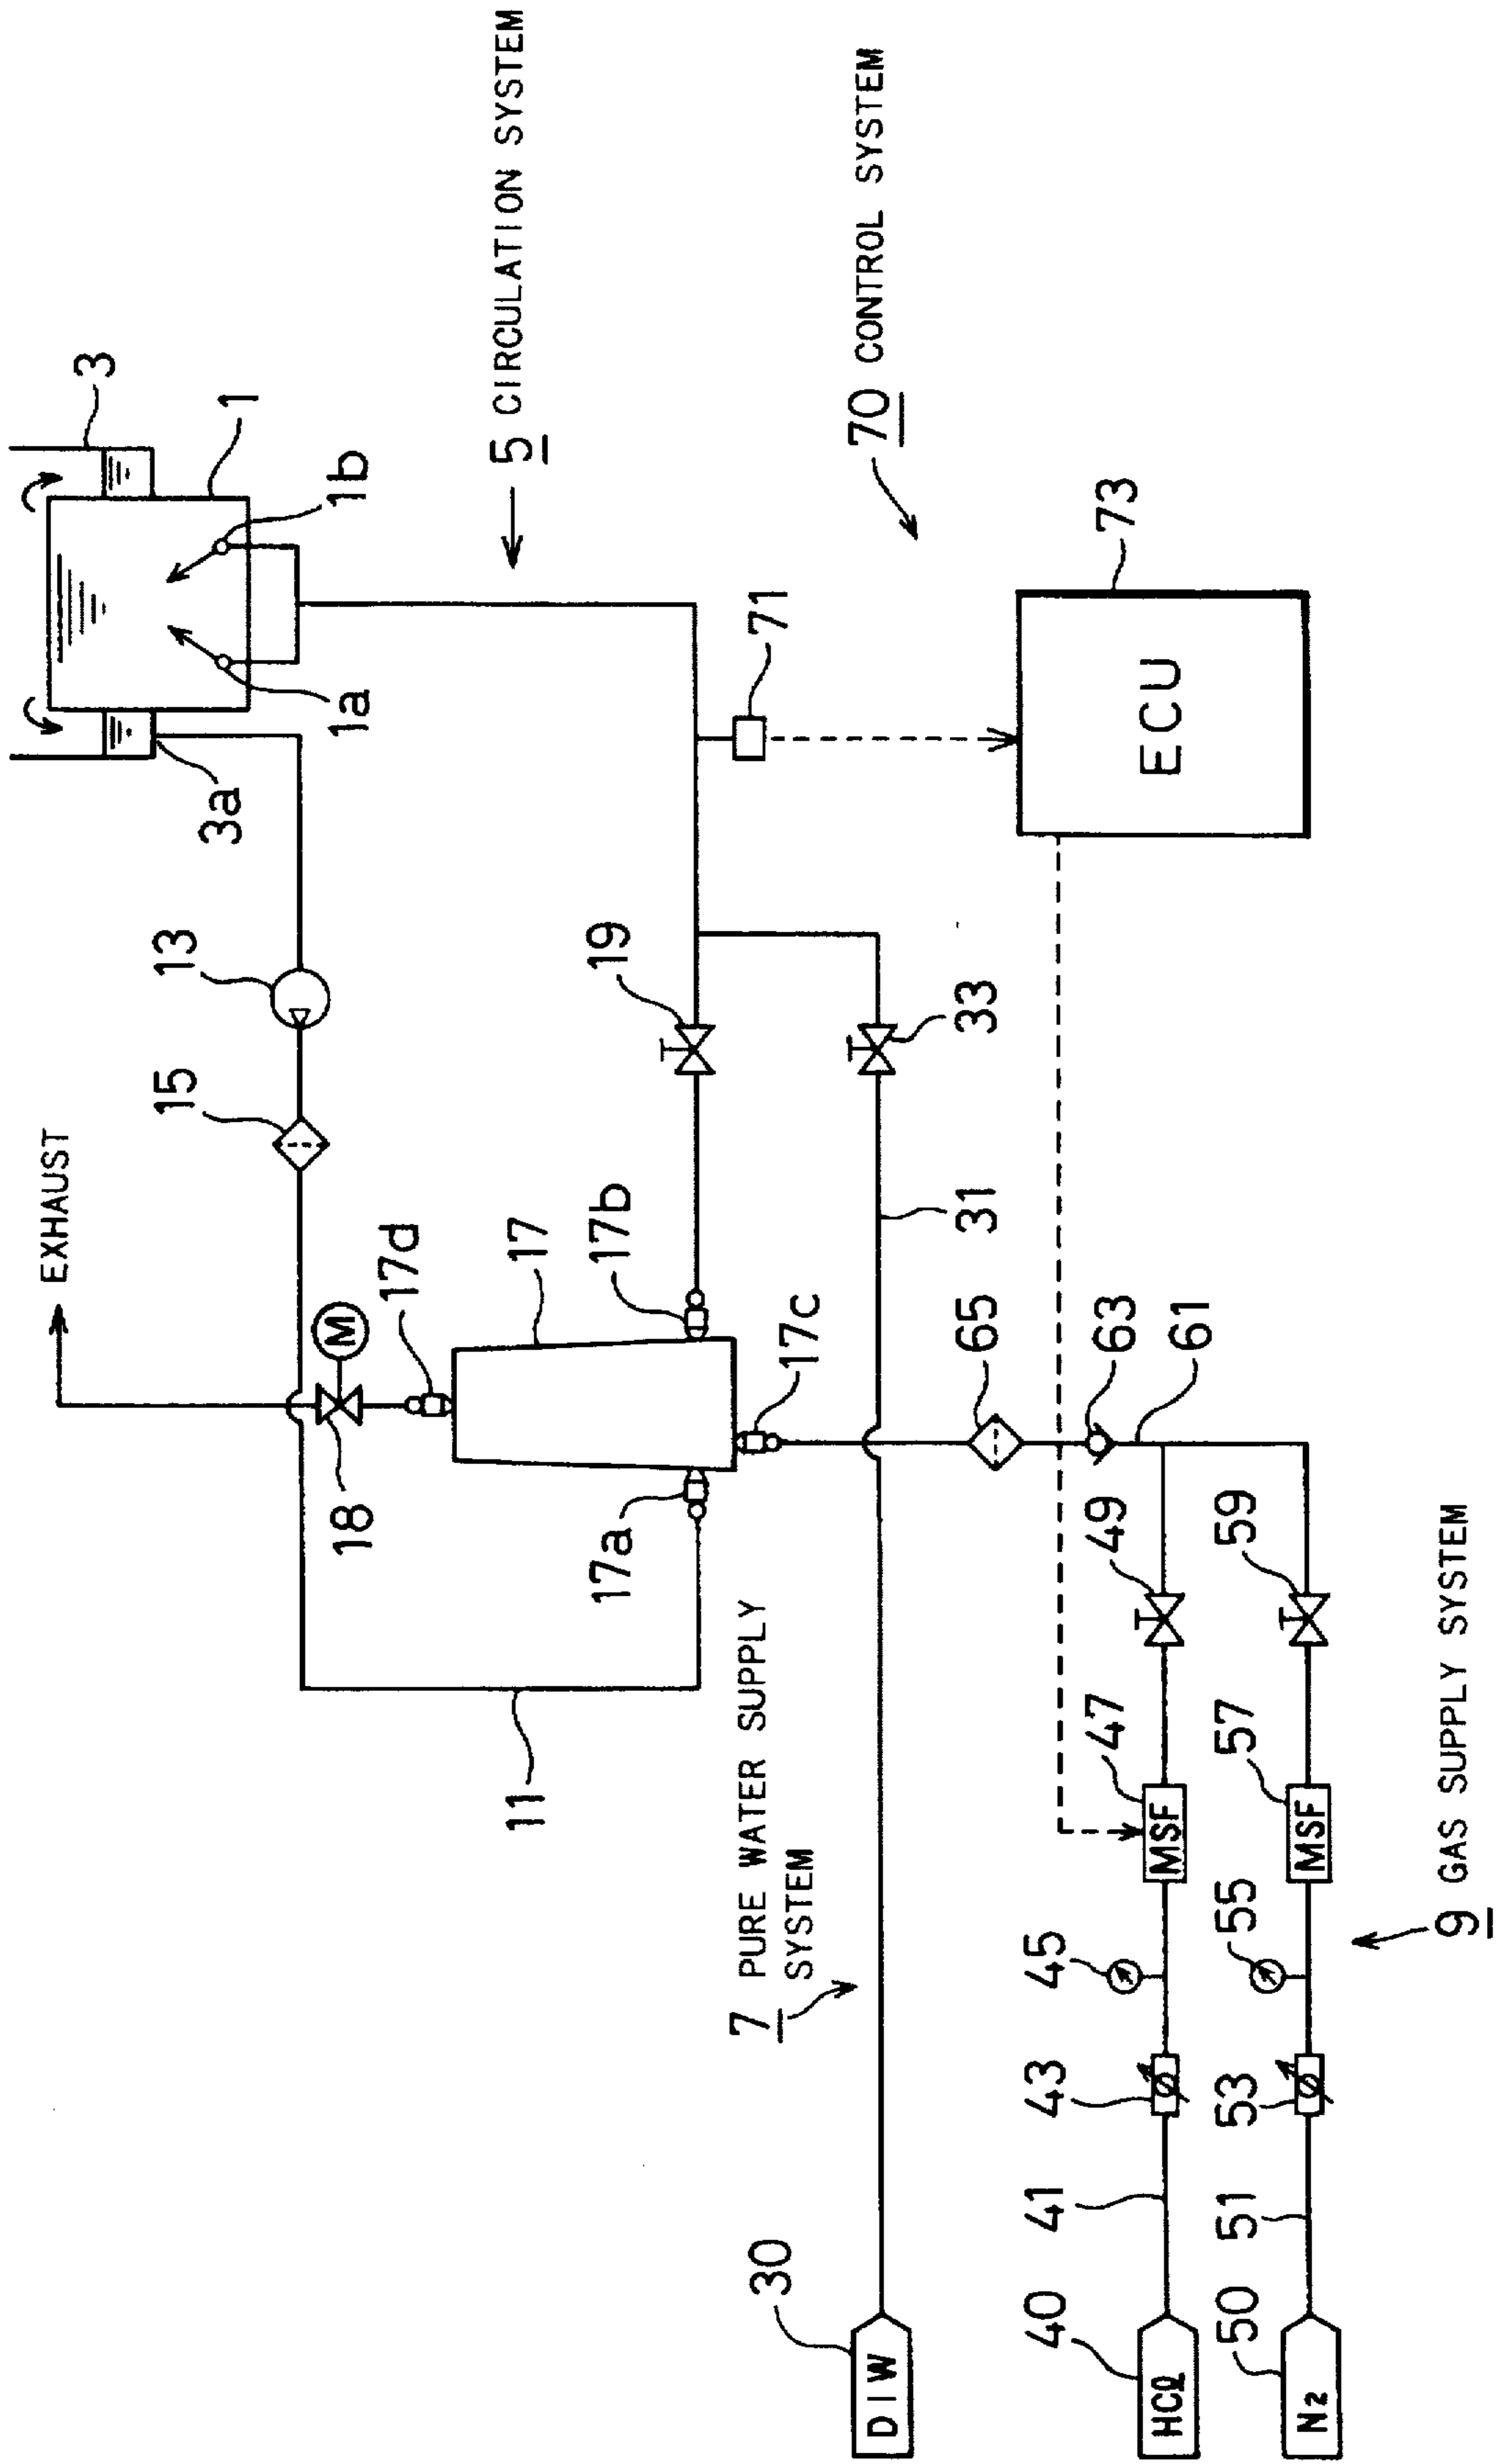 EXHAUST
3
1
1b
1a
3a
13
15
17d
M
18
17
17b
17a
17c
19
11
5 CIRCULATION SYSTEM
71
33
31
7 PURE WATER SUPPLY
SYSTEM
30
DIW
70 CONTROL SYSTEM
73
ECU
65
63
61
49
47
MSF
45
43
41
40
HCℓ
59
57
MSF
55
53
51
50
N2
9 GAS SUPPLY SYSTEM